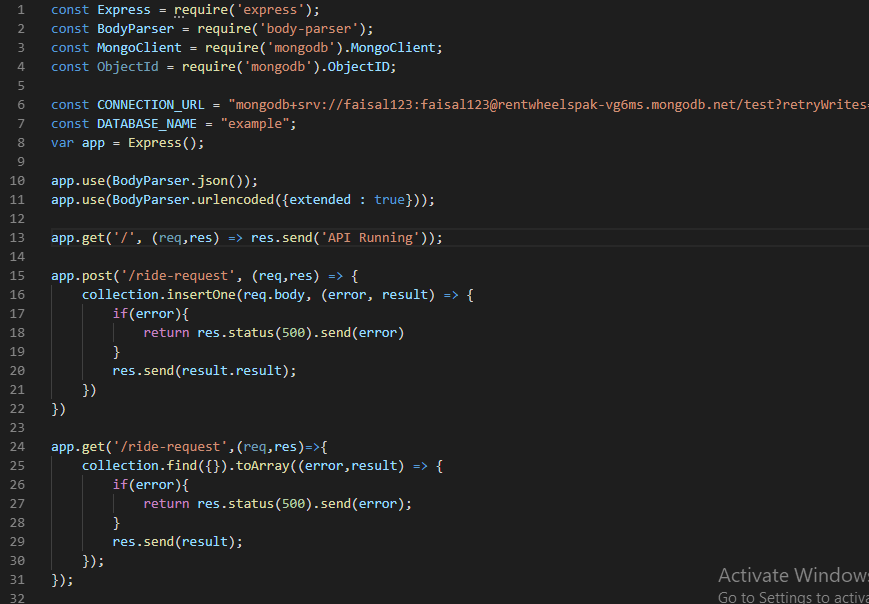 1 const Express = require('express');
2 const BodyParser = require('body-parser');
3 const MongoClient = require('mongodb').MongoClient;
4 const ObjectId = require('mongodb').ObjectID;
5
6 const CONNECTION_URL = "mongodb+srv://faisal123:faisal123@rentwheelspak-vg6ms.mongodb.net/test?retryWrites=
7 const DATABASE_NAME = "example";
8 var app = Express();
9
10 app.use(BodyParser.json());
11 app.use(BodyParser.urlencoded({extended : true}));
12
13 app.get('/', (req,res) => res.send('API Running'));
14
15 app.post('/ride-request', (req,res) => {
16     collection.insertOne(req.body, (error, result) => {
17         if(error){
18             return res.status(500).send(error)
19         }
20         res.send(result.result);
21     })
22 })
23
24 app.get('/ride-request',(req,res)=>{
25     collection.find({}).toArray((error,result) => {
26         if(error){
27             return res.status(500).send(error);
28         }
29         res.send(result);
30     });
31 });
32
Activate Windows
Go to Settings to activa